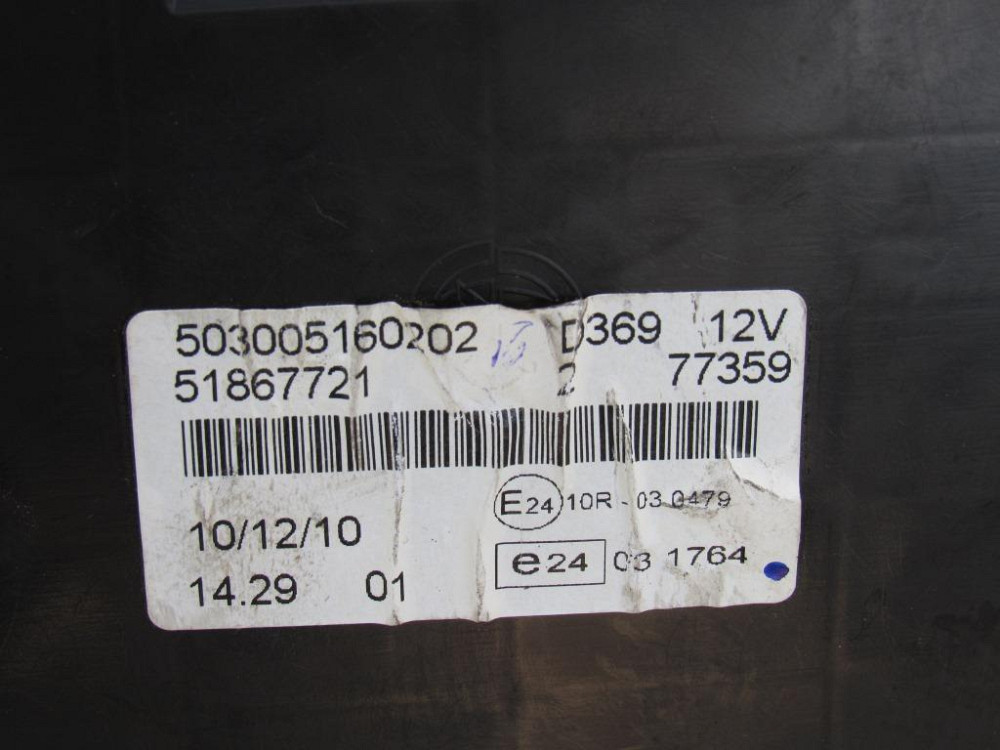 503005160202 D369 12V
51867721 2 77359
E24 10R - 03 0479
10/12/10
e24 03 1764
14.29 01